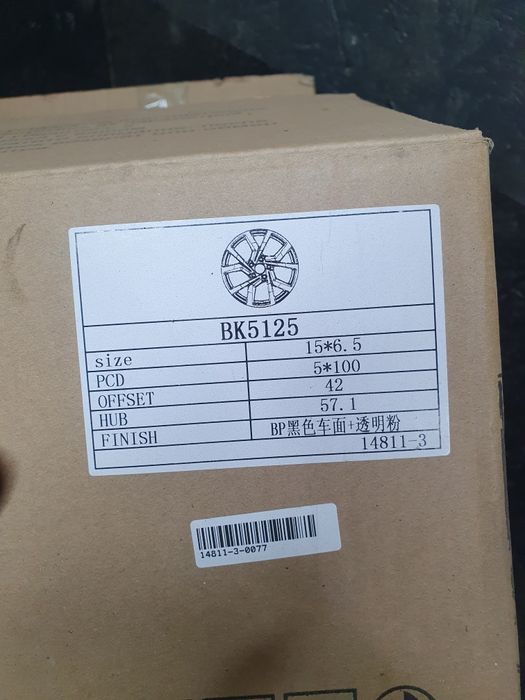 BK5125
size 15*6.5
PCD 5*100
OFFSET 42
HUB 57.1
FINISH BP黑色车面+透明粉
14811-3
14811-3-0077